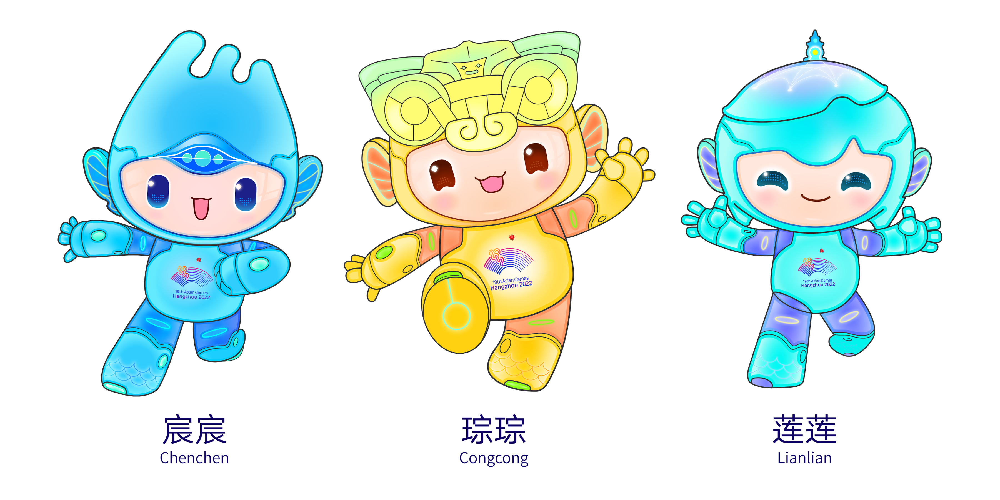 19th Asian Games
Hangzhou 2022
19th Asian Games
Hangzhou 2022
19th Asian Games
Hangzhou 2022
宸宸
Chenchen
琮琮
Congcong
莲莲
Lianlian